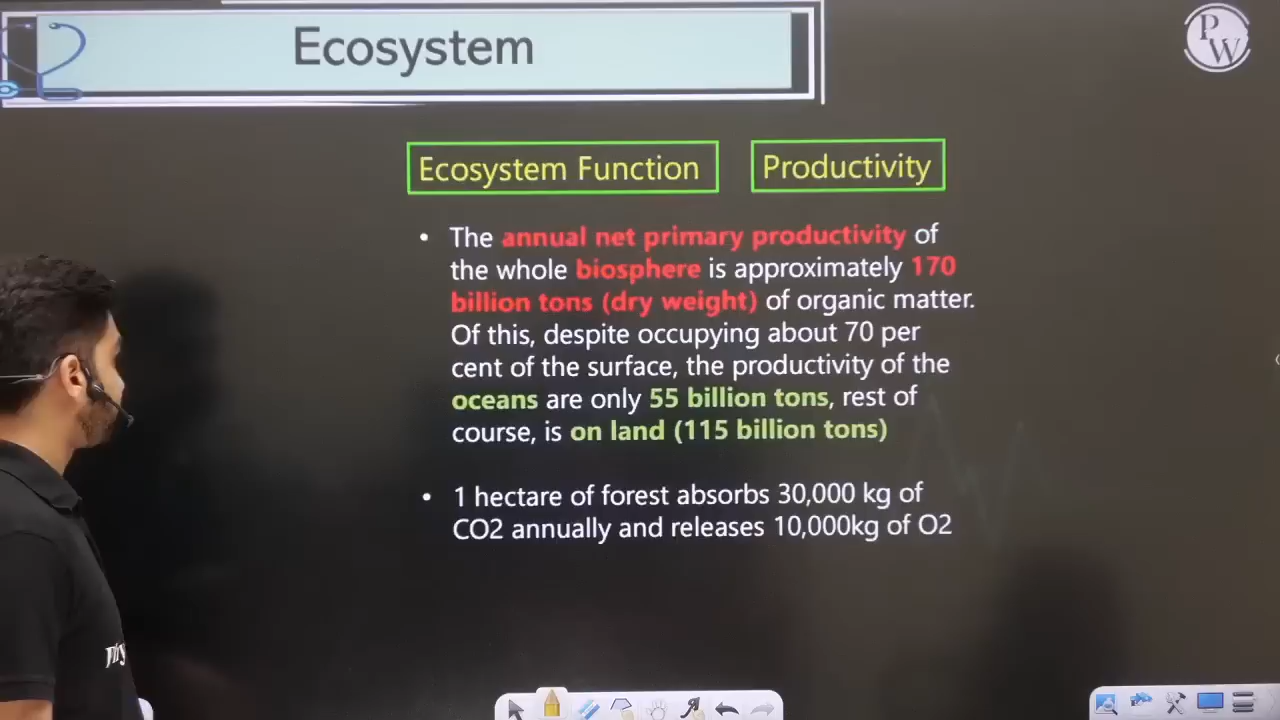 Ecosystem
PW
Ecosystem Function
Productivity
• The annual net primary productivity of
the whole biosphere is approximately 170
billion tons (dry weight) of organic matter.
Of this, despite occupying about 70 per
cent of the surface, the productivity of the
oceans are only 55 billion tons, rest of
course, is on land (115 billion tons)
• 1 hectare of forest absorbs 30,000 kg of
CO2 annually and releases 10,000kg of O2